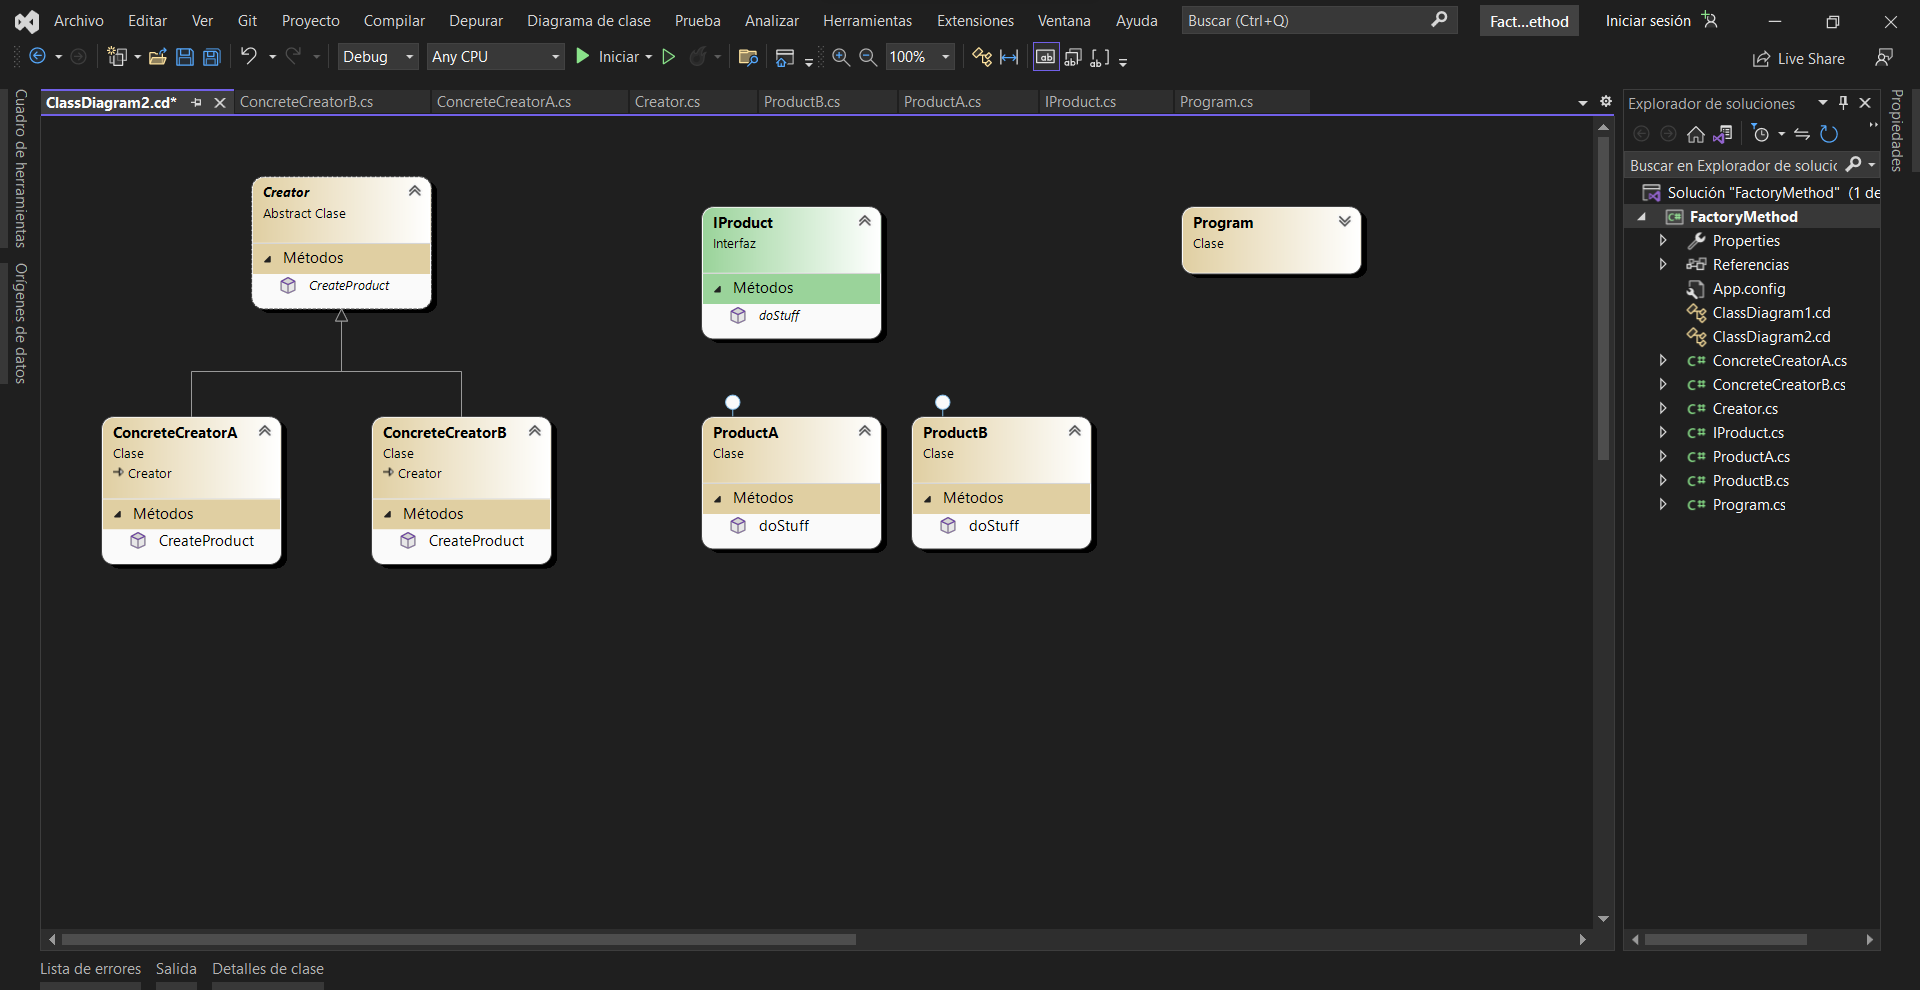 Archivo Editar Ver Git Proyecto Compilar Depurar Diagrama de clase Prueba Analizar Herramientas Extensiones Ventana Ayuda Buscar (Ctrl+Q) Fact...ethod Iniciar sesión
Debug Any CPU Iniciar 100% Live Share
Cuadro de herramientas
Orígenes de datos
ClassDiagram2.cd* ConcreteCreatorB.cs ConcreteCreatorA.cs Creator.cs ProductB.cs ProductA.cs IProduct.cs Program.cs
Creator
Abstract Clase
Métodos
CreateProduct
IProduct
Interfaz
Métodos
doStuff
Program
Clase
ConcreteCreatorA
Clase
Creator
Métodos
CreateProduct
ConcreteCreatorB
Clase
Creator
Métodos
CreateProduct
ProductA
Clase
Métodos
doStuff
ProductB
Clase
Métodos
doStuff
Explorador de soluciones
Buscar en Explorador de solucic
Solución "FactoryMethod" (1 de
FactoryMethod
Properties
Referencias
App.config
ClassDiagram1.cd
ClassDiagram2.cd
C# ConcreteCreatorA.cs
C# ConcreteCreatorB.cs
C# Creator.cs
C# IProduct.cs
C# ProductA.cs
C# ProductB.cs
C# Program.cs
Propiedades
Lista de errores Salida Detalles de clase